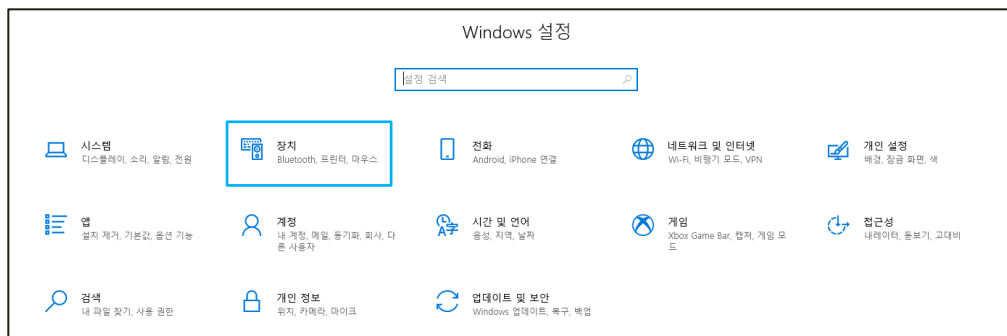 Windows 설정
설정 검색
시스템
디스플레이, 소리, 알림, 전원
장치
Bluetooth, 프린터, 마우스
전화
Android, iPhone 연결
네트워크 및 인터넷
Wi-Fi, 비행기 모드, VPN
개인 설정
배경, 잠금 화면, 색
앱
설치 제거, 기본값, 옵션 기능
계정
내 계정, 메일, 동기화, 회사, 다
른 사용자
시간 및 언어
음성, 지역, 날짜
게임
Xbox Game Bar, 캡처, 게임 모
드
접근성
내레이터, 돋보기, 고대비
검색
내 파일 찾기, 사용 권한
개인 정보
위치, 카메라, 마이크
업데이트 및 보안
Windows 업데이트, 복구, 백업